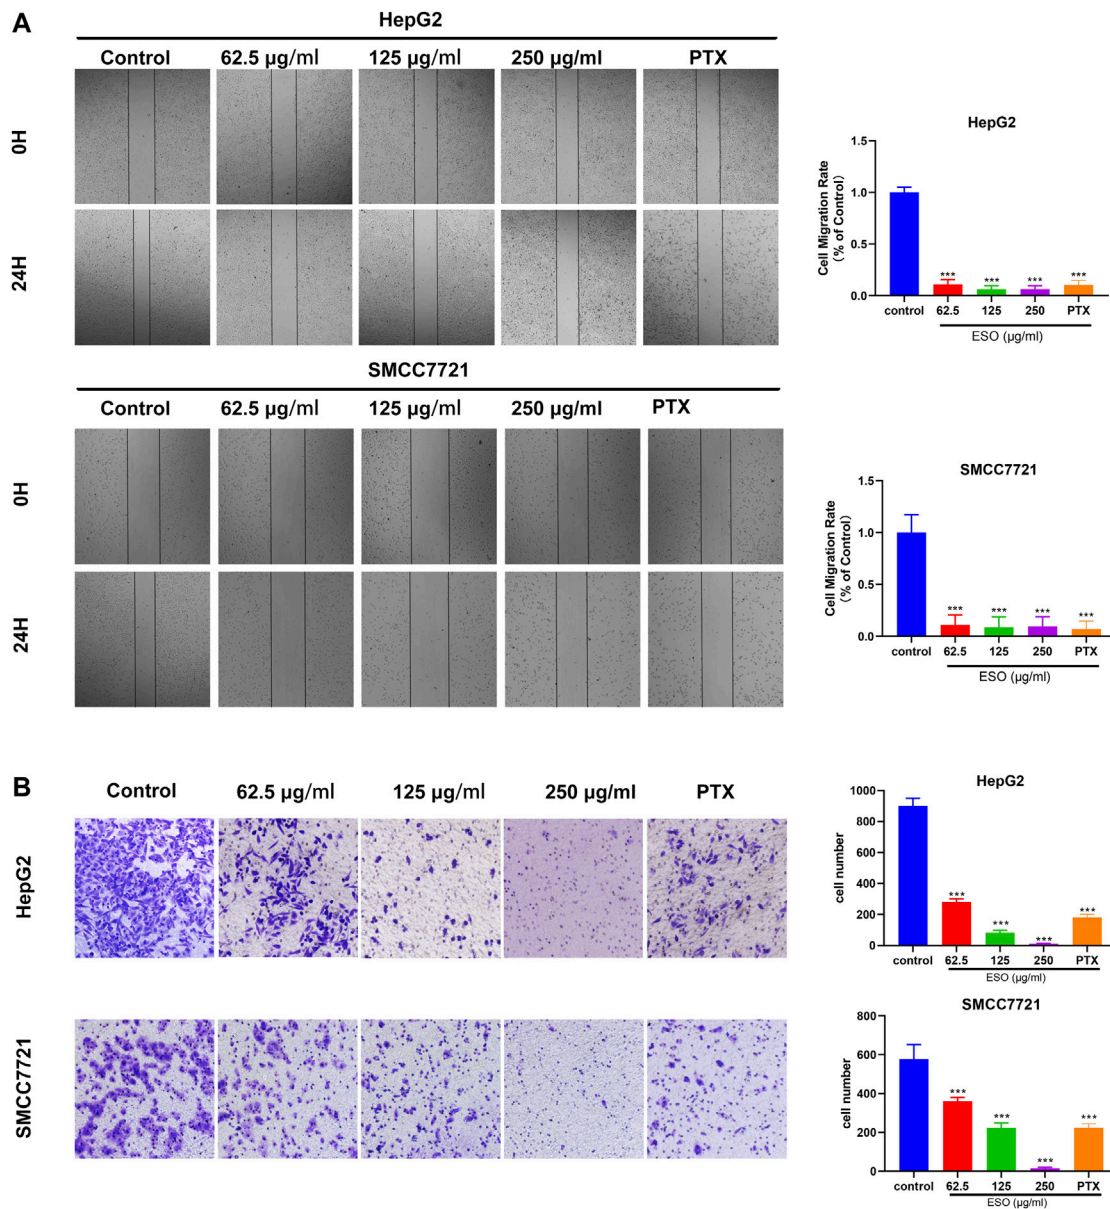 A
HepG2
Control 62.5 µg/ml 125 µg/ml 250 µg/ml PTX
0H
24H
HepG2
Cell Migration Rate
(% of Control)
1.5
1.0
0.5
0.0
*** *** *** ***
control 62.5 125 250 PTX
ESO (µg/ml)
SMCC7721
Control 62.5 µg/ml 125 µg/ml 250 µg/ml PTX
0H
24H
SMCC7721
Cell Migration Rate
(% of Control)
1.5
1.0
0.5
0.0
*** *** *** ***
control 62.5 125 250 PTX
ESO (µg/ml)
B
Control 62.5 µg/ml 125 µg/ml 250 µg/ml PTX
HepG2
SMCC7721
HepG2
cell number
1000
800
600
400
200
0
*** *** *** ***
control 62.5 125 250 PTX
ESO (µg/ml)
SMCC7721
cell number
800
600
400
200
0
*** *** *** ***
control 62.5 125 250 PTX
ESO (µg/ml)